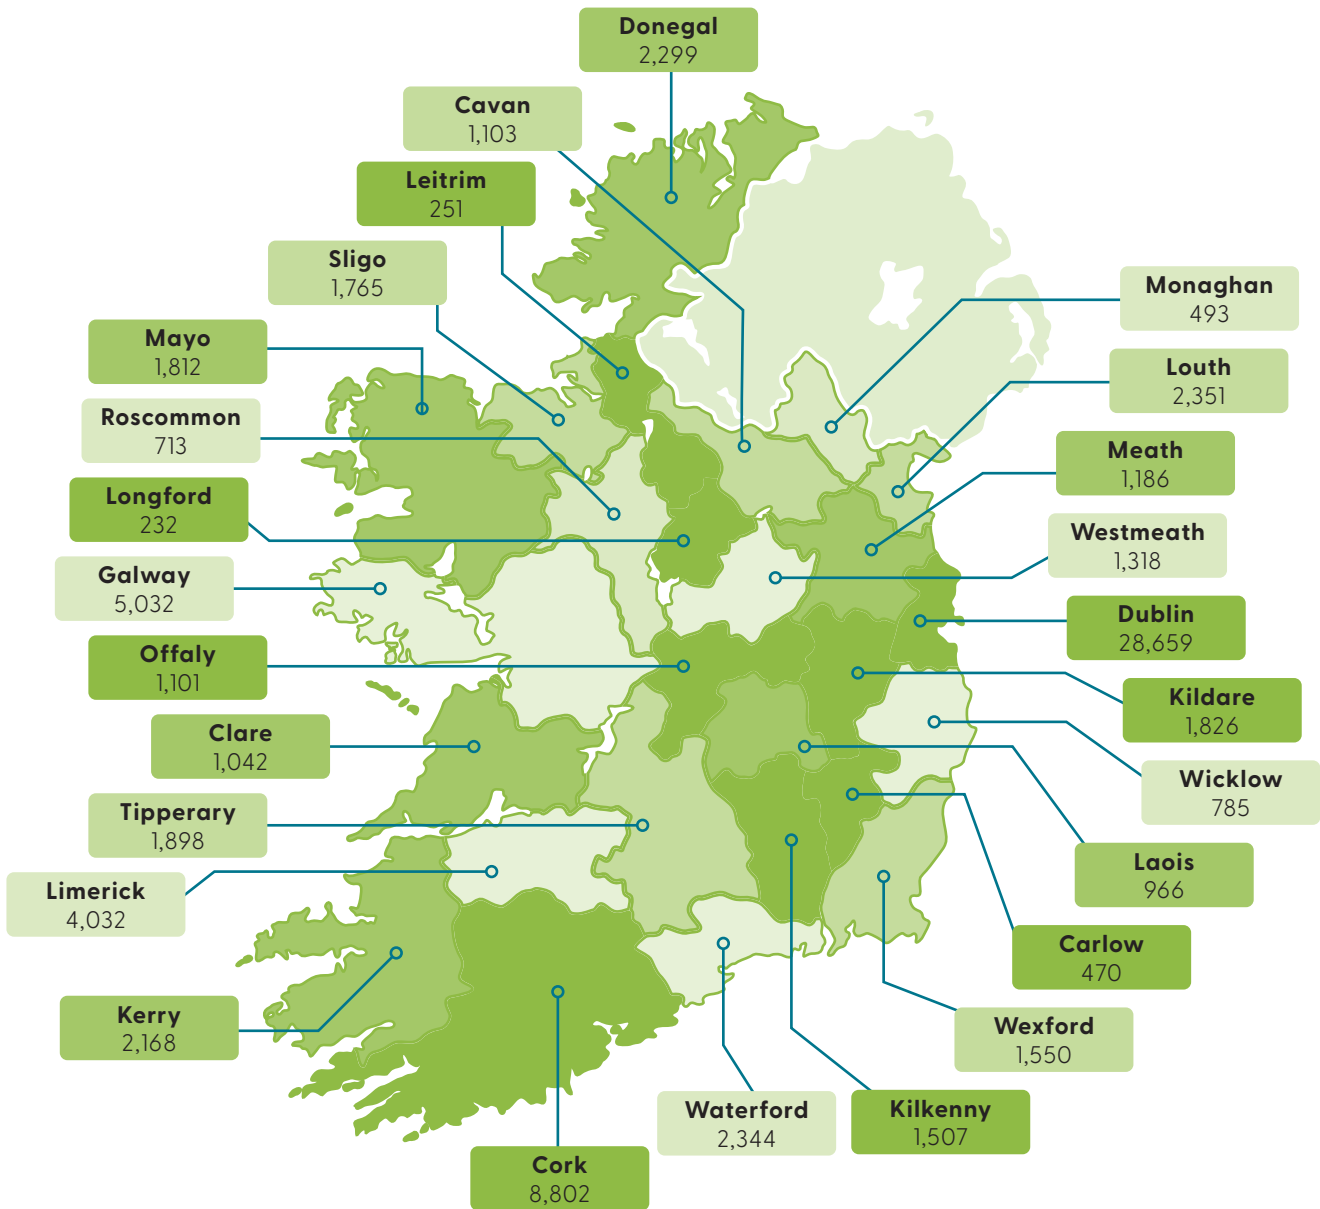 Donegal
2,299
Cavan
1,103
Leitrim
251
Sligo
1,765
Mayo
1,812
Roscommon
713
Longford
232
Galway
5,032
Offaly
1,101
Clare
1,042
Tipperary
1,898
Limerick
4,032
Kerry
2,168
Cork
8,802
Monaghan
493
Louth
2,351
Meath
1,186
Westmeath
1,318
Dublin
28,659
Kildare
1,826
Wicklow
785
Laois
966
Carlow
470
Wexford
1,550
Kilkenny
1,507
Waterford
2,344